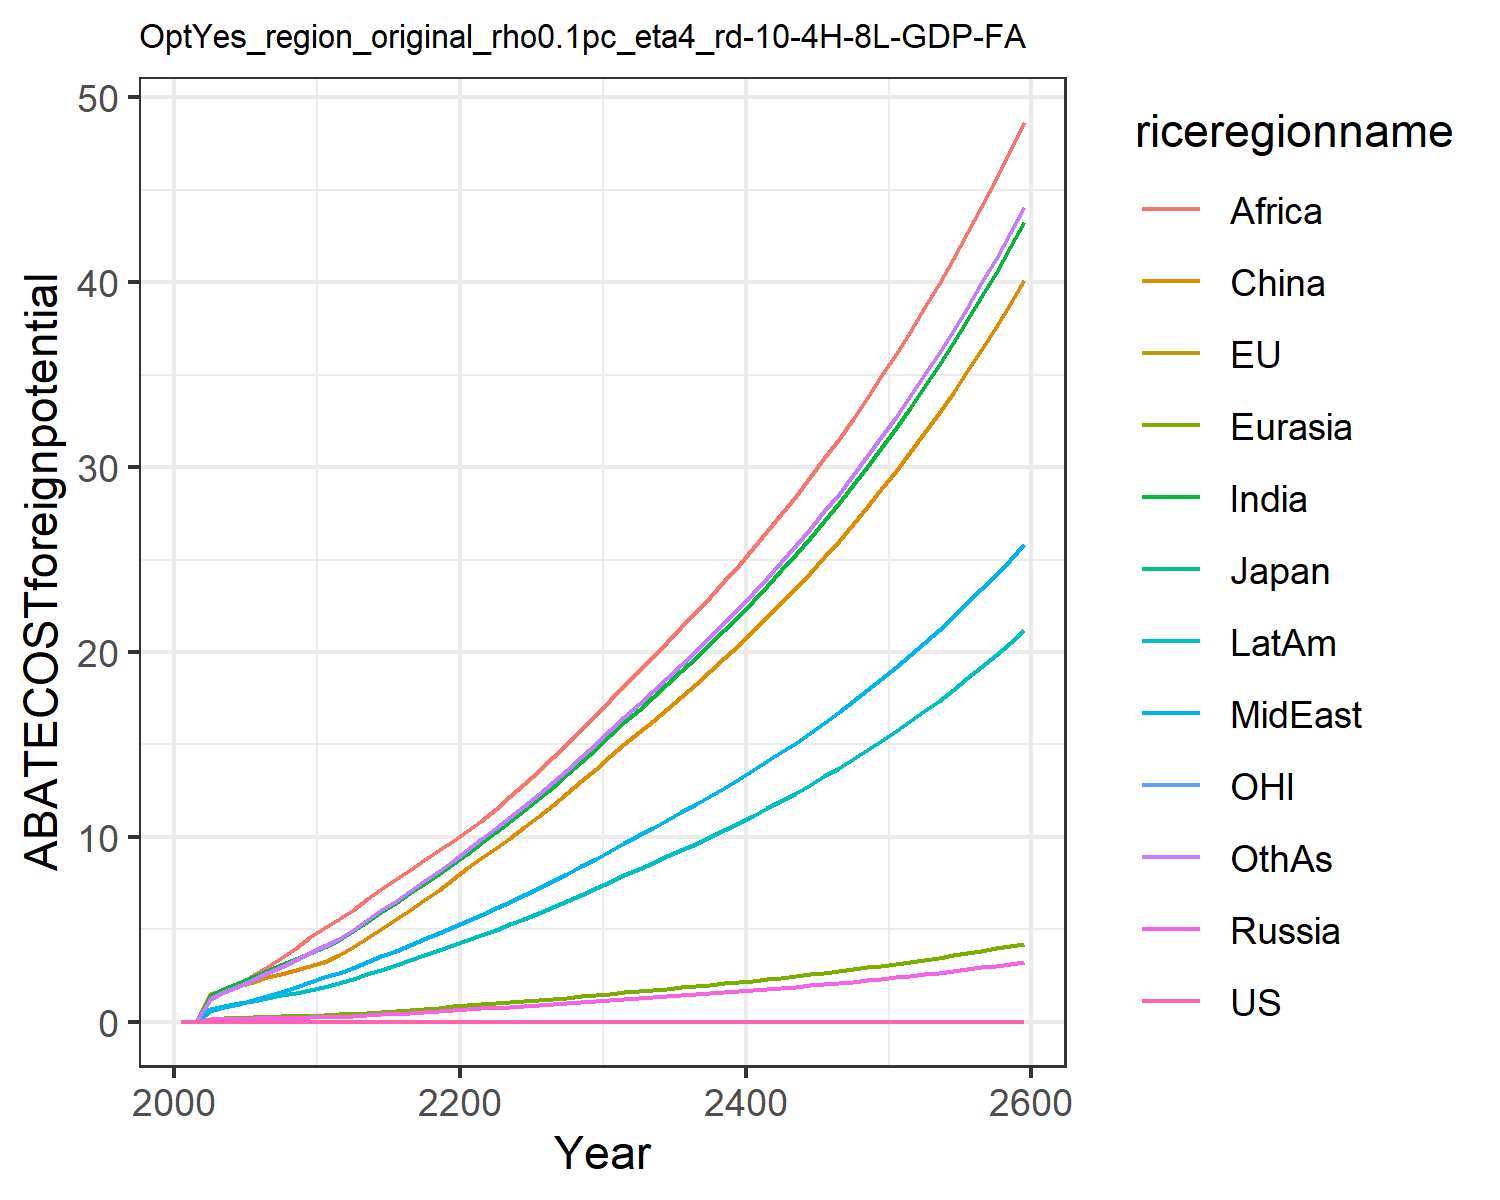 OptYes_region_original_rho0.1pc_eta4_rd-10-4H-8L-GDP-FA
ABATECOSTforeignpotential
50
40
30
20
10
0
2000
2200
2400
2600
Year
riceregionname
Africa
China
EU
Eurasia
India
Japan
LatAm
MidEast
OHI
OthAs
Russia
US